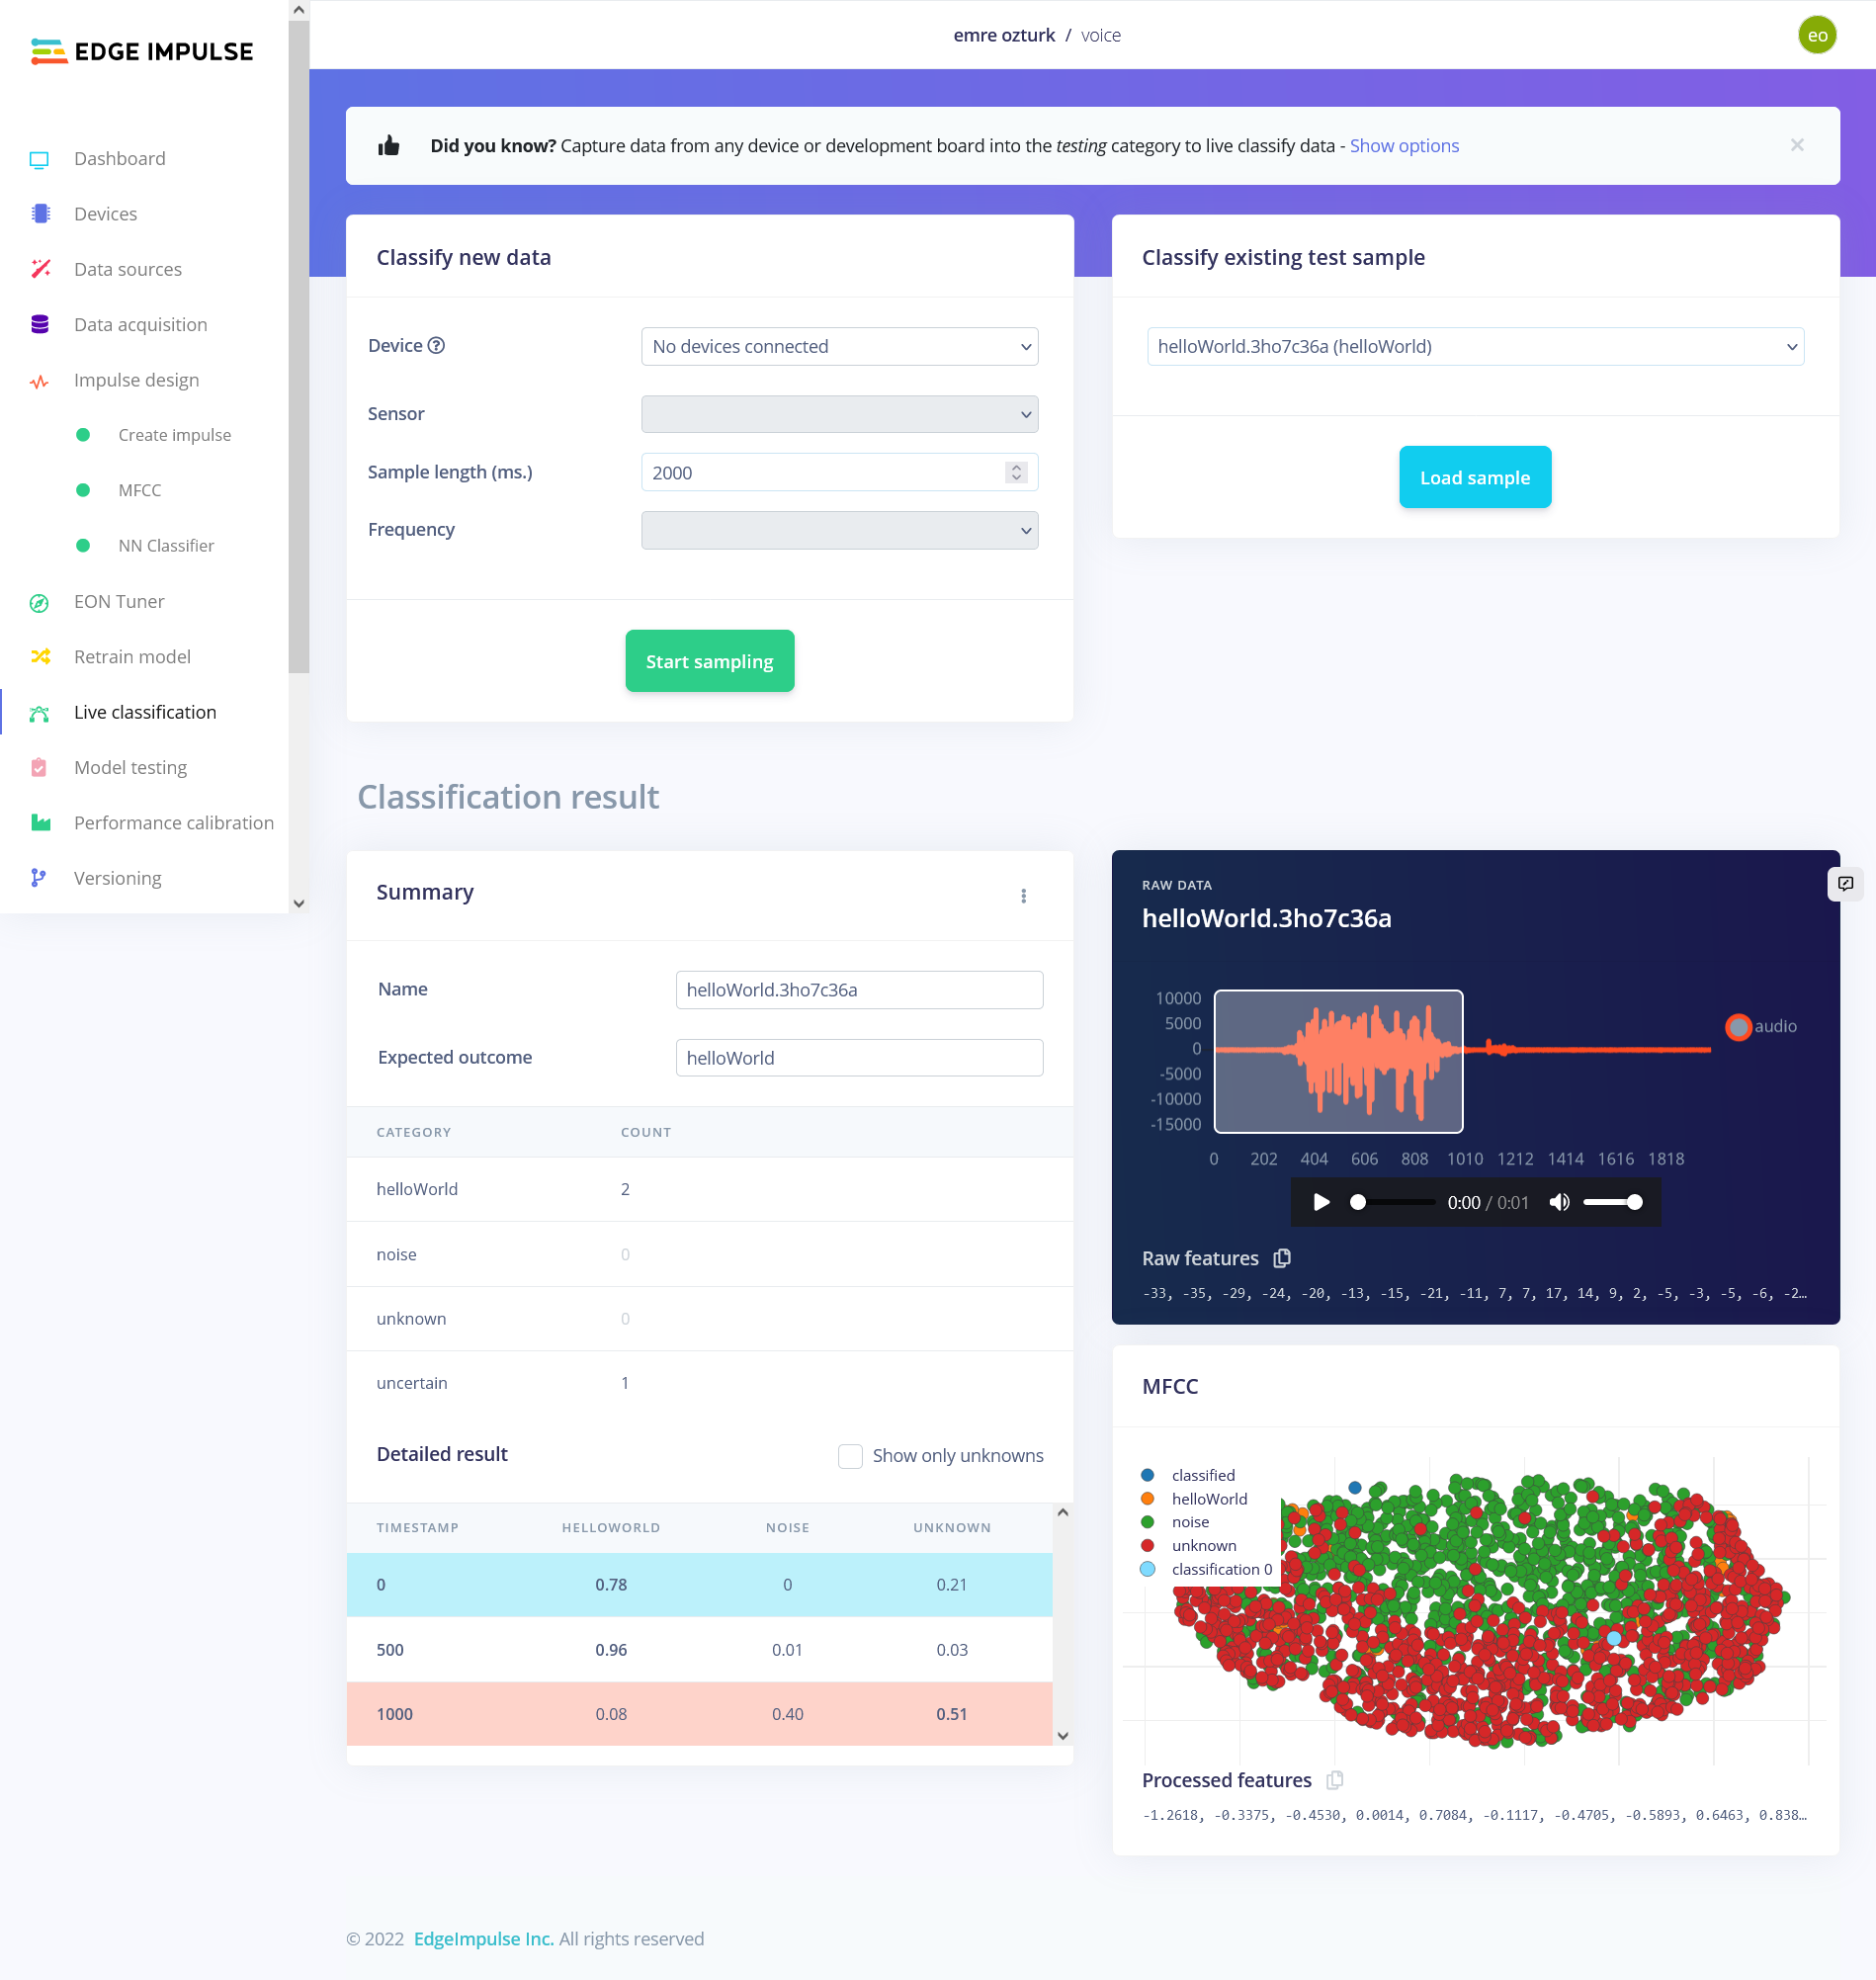 EDGE IMPULSE
Dashboard
Devices
Data sources
Data acquisition
Impulse design
Create impulse
MFCC
NN Classifier
EON Tuner
Retrain model
Live classification
Model testing
Performance calibration
Versioning
emre ozturk / voice
eo
Did you know? Capture data from any device or development board into the testing category to live classify data - Show options
Classify new data
Device
No devices connected
Sensor
Sample length (ms.)
2000
Frequency
Start sampling
Classify existing test sample
helloWorld.3ho7c36a (helloWorld)
Load sample
Classification result
Summary
Name
helloWorld.3ho7c36a
Expected outcome
helloWorld
CATEGORY COUNT
helloWorld 2
noise 0
unknown 0
uncertain 1
Detailed result
Show only unknowns
TIMESTAMP HELLOWORLD NOISE UNKNOWN
0 0.78 0 0.21
500 0.96 0.01 0.03
1000 0.08 0.40 0.51
RAW DATA
helloWorld.3ho7c36a
10000
5000
0
-5000
-10000
-15000
audio
0 202 404 606 808 1010 1212 1414 1616 1818
0:00 / 0:01
Raw features
-33, -35, -29, -24, -20, -13, -15, -21, -11, 7, 7, 17, 14, 9, 2, -5, -3, -5, -6, -2…
MFCC
classified
helloWorld
noise
unknown
classification 0
Processed features
-1.2618, -0.3375, -0.4530, 0.0014, 0.7084, -0.1117, -0.4705, -0.5893, 0.6463, 0.838…
© 2022 EdgeImpulse Inc. All rights reserved